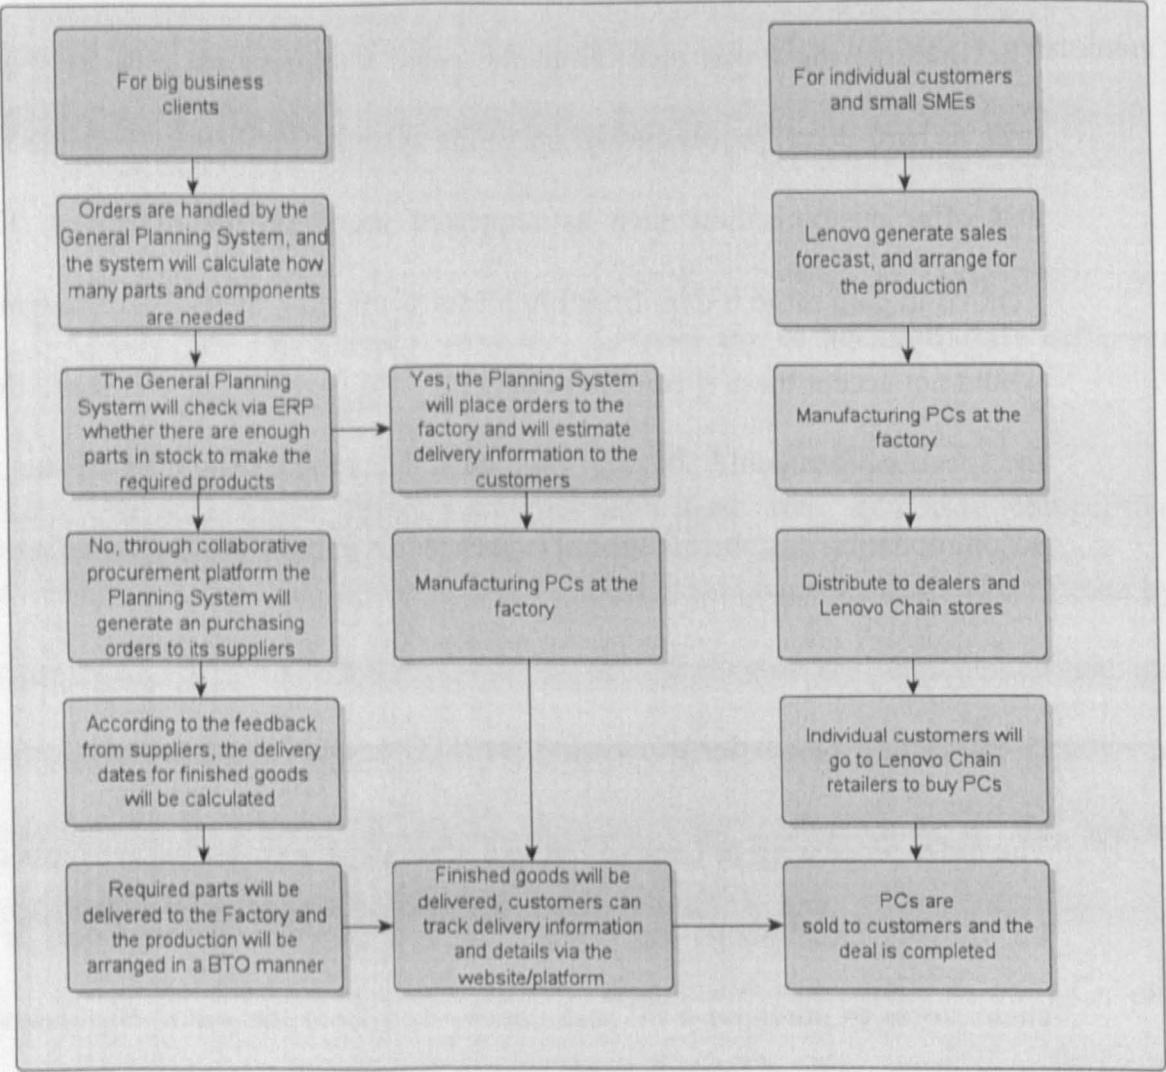 For big business
clients
Orders are handled by the
General Planning System, and
the system will calculate how
many parts and components
are needed
The General Planning
System will check via ERP
whether there are enough
parts in stock to make the
required products
No, through collaborative
procurement platform the
Planning System will
generate an purchasing
orders to its suppliers
According to the feedback
from suppliers, the delivery
dates for finished goods
will be calculated
Required parts will be
delivered to the Factory and
the production will be
arranged in a BTO manner
Yes, the Planning System
will place orders to the
factory and will estimate
delivery information to the
customers
Manufacturing PCs at the
factory
Finished goods will be
delivered, customers can
track delivery information
and details via the
website/platform
For individual customers
and small SMEs
Lenovo generate sales
forecast, and arrange for
the production
Manufacturing PCs at the
factory
Distribute to dealers and
Lenovo Chain stores
Individual customers will
go to Lenovo Chain
retailers to buy PCs
PCs are
sold to customers and the
deal is completed